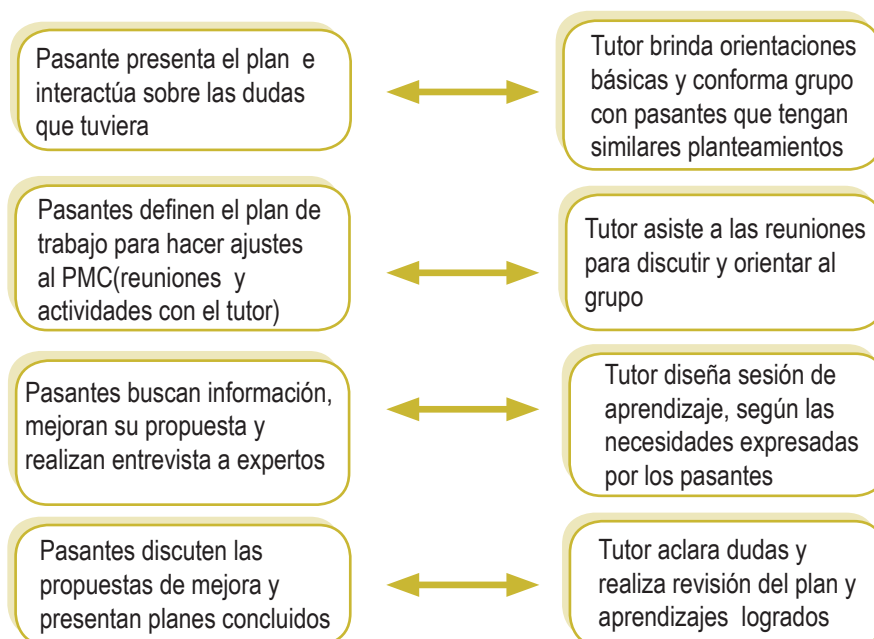 Pasante presenta el plan e
interactúa sobre las dudas
que tuviera
Tutor brinda orientaciones
básicas y conforma grupo
con pasantes que tengan
similares planteamientos
Pasantes definen el plan de
trabajo para hacer ajustes
al PMC(reuniones y
actividades con el tutor)
Tutor asiste a las reuniones
para discutir y orientar al
grupo
Pasantes buscan información,
mejoran su propuesta y
realizan entrevista a expertos
Tutor diseña sesión de
aprendizaje, según las
necesidades expresadas
por los pasantes
Pasantes discuten las
propuestas de mejora y
presentan planes concluidos
Tutor aclara dudas y
realiza revisión del plan y
aprendizajes logrados